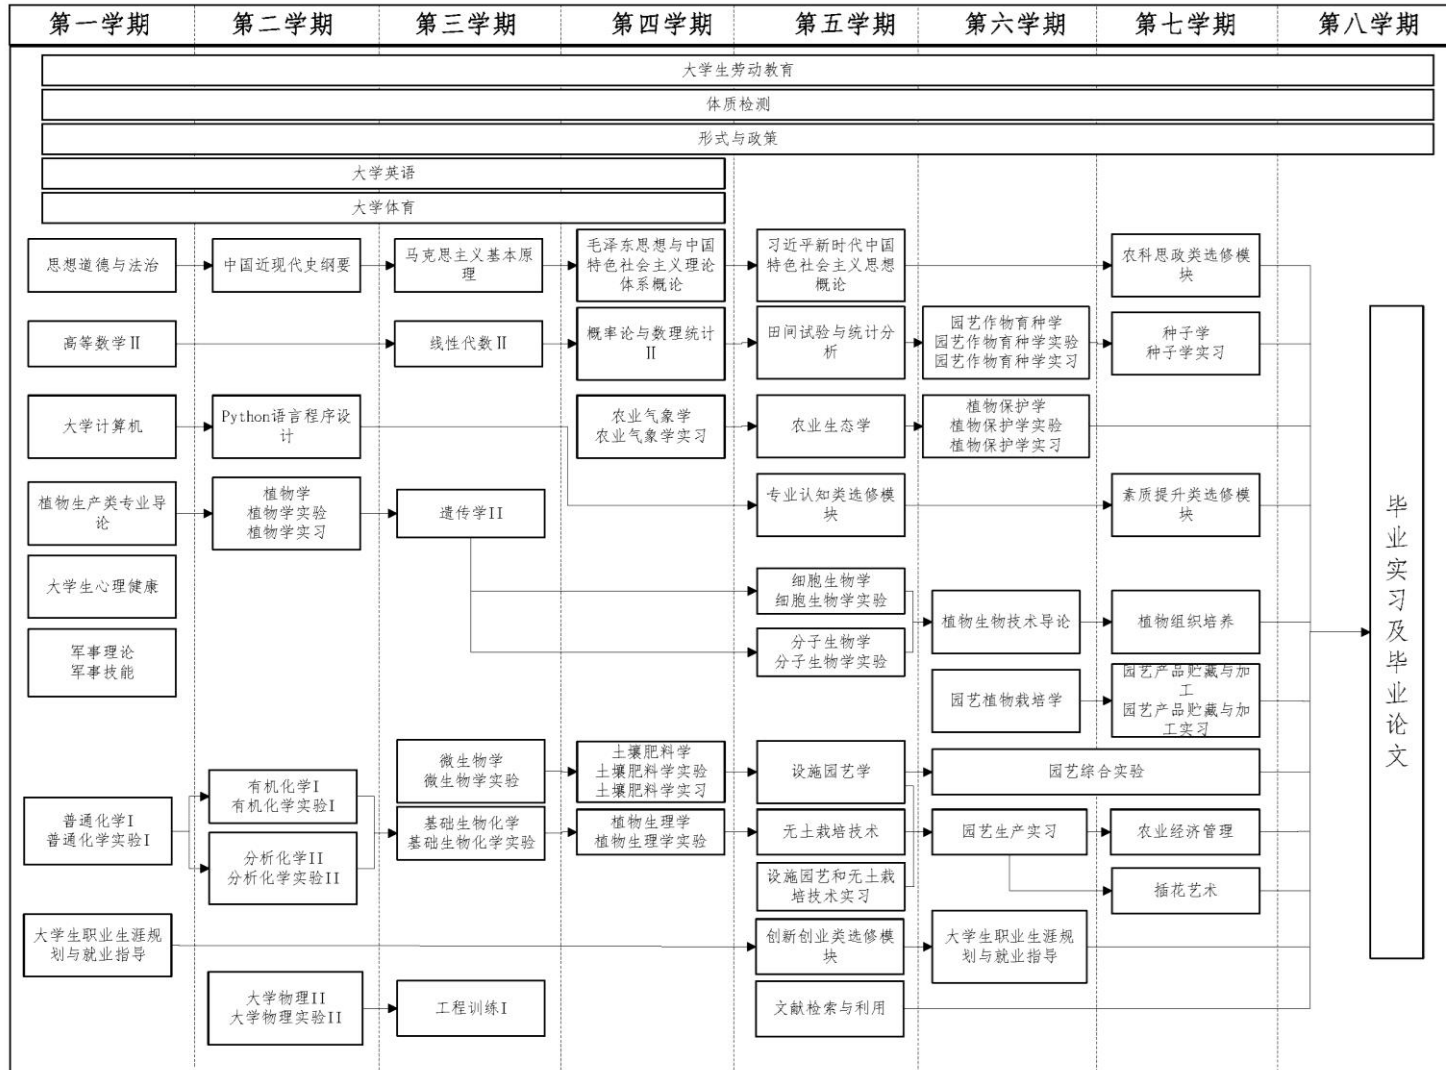 第一学期
第二学期
第三学期
第四学期
第五学期
第六学期
第七学期
第八学期
大学生劳动教育
体质检测
形式与政策
大学英语
大学体育
思想道德与法治
中国近现代史纲要
马克思主义基本原
理
毛泽东思想与中国
特色社会主义理论
体系概论
习近平新时代中国
特色社会主义思想
概论
农科思政类选修模
块
高等数学II
线性代数II
概率论与数理统计
II
田间试验与统计分
析
园艺作物育种学
园艺作物育种学实验
园艺作物育种学实习
种子学
种子学实习
大学计算机
Python语言程序设
计
农业气象学
农业气象学实习
农业生态学
植物保护学
植物保护学实验
植物保护学实习
植物生产类专业导
论
植物学
植物学实验
植物学实习
遗传学II
专业认知类选修模
块
素质提升类选修模
块
大学生心理健康
细胞生物学
细胞生物学实验
军事理论
军事技能
分子生物学
分子生物学实验
植物生物技术导论
植物组织培养
园艺植物栽培学
园艺产品贮藏与加
工
园艺产品贮藏与加
工实习
微生物学
微生物学实验
土壤肥料学
土壤肥料学实验
土壤肥料学实习
设施园艺学
园艺综合实验
普通化学I
普通化学实验I
有机化学I
有机化学实验I
分析化学II
分析化学实验II
基础生物化学
基础生物化学实验
植物生理学
植物生理学实验
无土栽培技术
园艺生产实习
农业经济管理
设施园艺和无土栽
培技术实习
插花艺术
大学生职业生涯规
划与就业指导
创新创业类选修模
块
大学生职业生涯规
划与就业指导
大学物理II
大学物理实验II
工程训练I
文献检索与利用
毕业实习及毕业论文